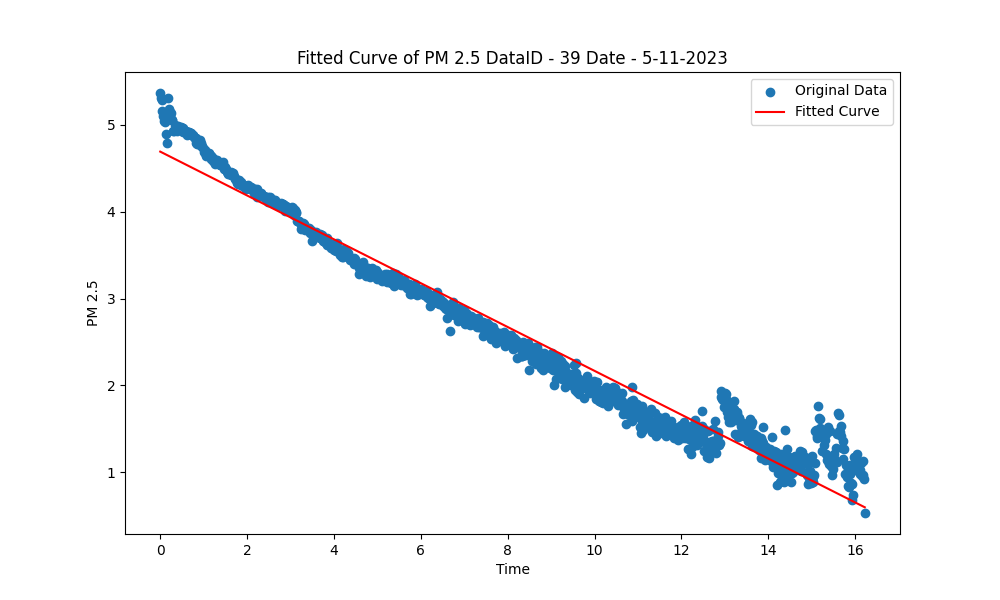 Fitted Curve of PM 2.5 DataID - 39 Date - 5-11-2023
Original Data
Fitted Curve
5
4
3
2
1
PM 2.5
0 2 4 6 8 10 12 14 16
Time